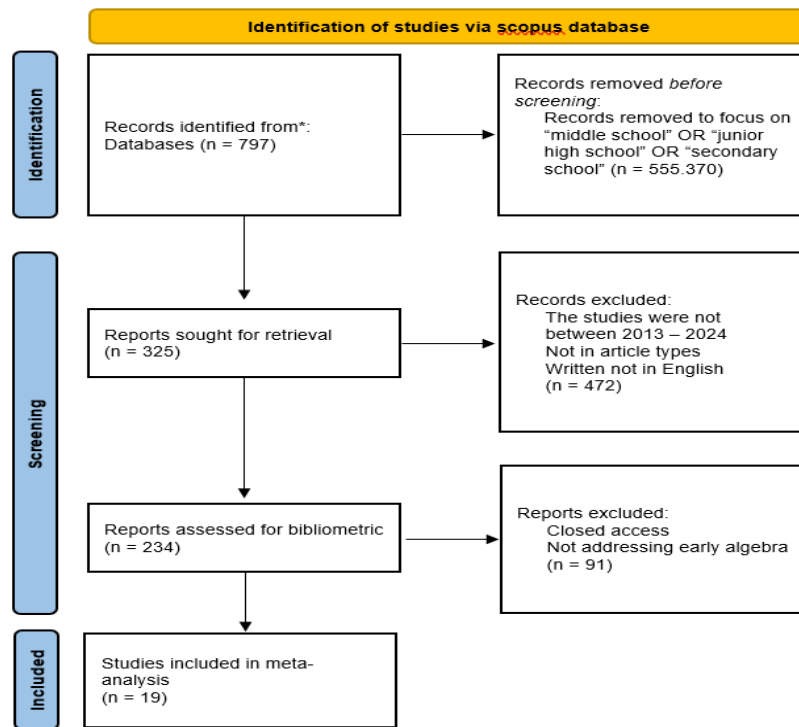 Identification of studies via scopus database
Identification
Records identified from*:
Databases (n = 797)
Records removed before
screening:
Records removed to focus on
“middle school” OR “junior
high school” OR “secondary
school” (n = 555.370)
Screening
Reports sought for retrieval
(n = 325)
Records excluded:
The studies were not
between 2013 – 2024
Not in article types
Written not in English
(n = 472)
Reports assessed for bibliometric
(n = 234)
Reports excluded:
Closed access
Not addressing early algebra
(n = 91)
Included
Studies included in meta-
analysis
(n = 19)